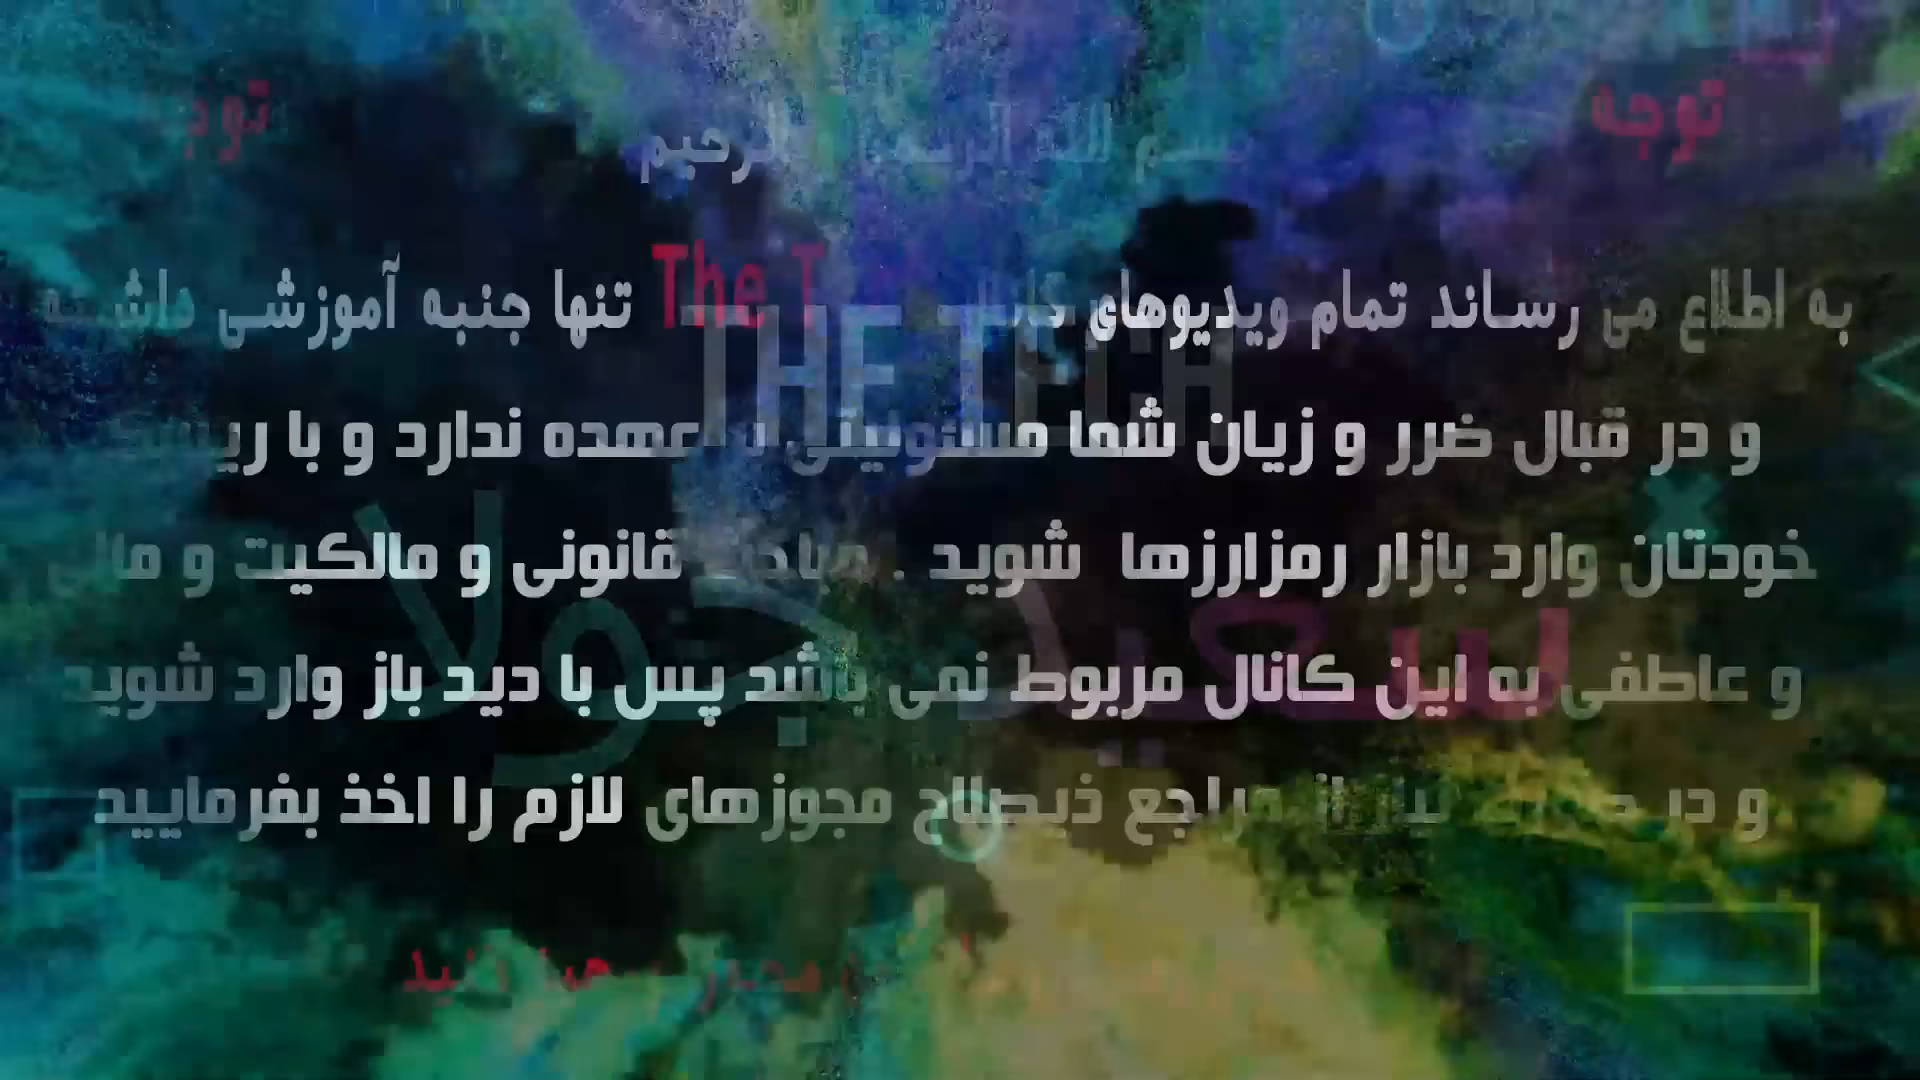 توجه
بسم الله الرحمن الرحیم
به اطلاع می رساند تمام ویدیوهای کانال The T تنها جنبه آموزشی داشته
THE TECH
و در قبال ضرر و زیان شما مسئولیتی به عهده ندارد و با ریسک
خودتان وارد بازار رمزارزها شوید . مباحث قانونی و مالکیت و مالی
سعید جولا
و عاطفی به این کانال مربوط نمی باشد پس با دید باز وارد شوید
و در نیاز از مراجع ذیصلاح مجوزهای لازم را اخذ بفرمایید